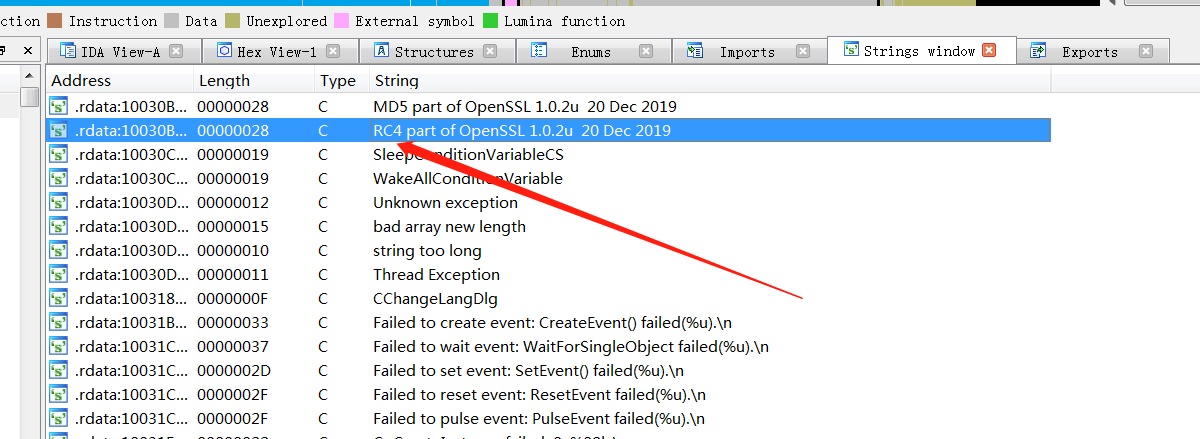 ction Instruction Data Unexplored External symbol Lumina function
IDA View-A Hex View-1 Structures Enums Imports Strings window Exports
Address Length Type String
.rdata:10030B... 00000028 C MD5 part of OpenSSL 1.0.2u 20 Dec 2019
.rdata:10030B... 00000028 C RC4 part of OpenSSL 1.0.2u 20 Dec 2019
.rdata:10030C... 00000019 C SleepConditionVariableCS
.rdata:10030C... 00000019 C WakeAllConditionVariable
.rdata:10030D... 00000012 C Unknown exception
.rdata:10030D... 00000015 C bad array new length
.rdata:10030D... 00000010 C string too long
.rdata:10030D... 00000011 C Thread Exception
.rdata:100318... 0000000F C CChangeLangDlg
.rdata:10031B... 00000033 C Failed to create event: CreateEvent() failed(%u).\n
.rdata:10031C... 00000037 C Failed to wait event: WaitForSingleObject failed(%u).\n
.rdata:10031C... 0000002D C Failed to set event: SetEvent() failed(%u).\n
.rdata:10031C... 0000002F C Failed to reset event: ResetEvent failed(%u).\n
.rdata:10031C... 0000002F C Failed to pulse event: PulseEvent failed(%u).\n